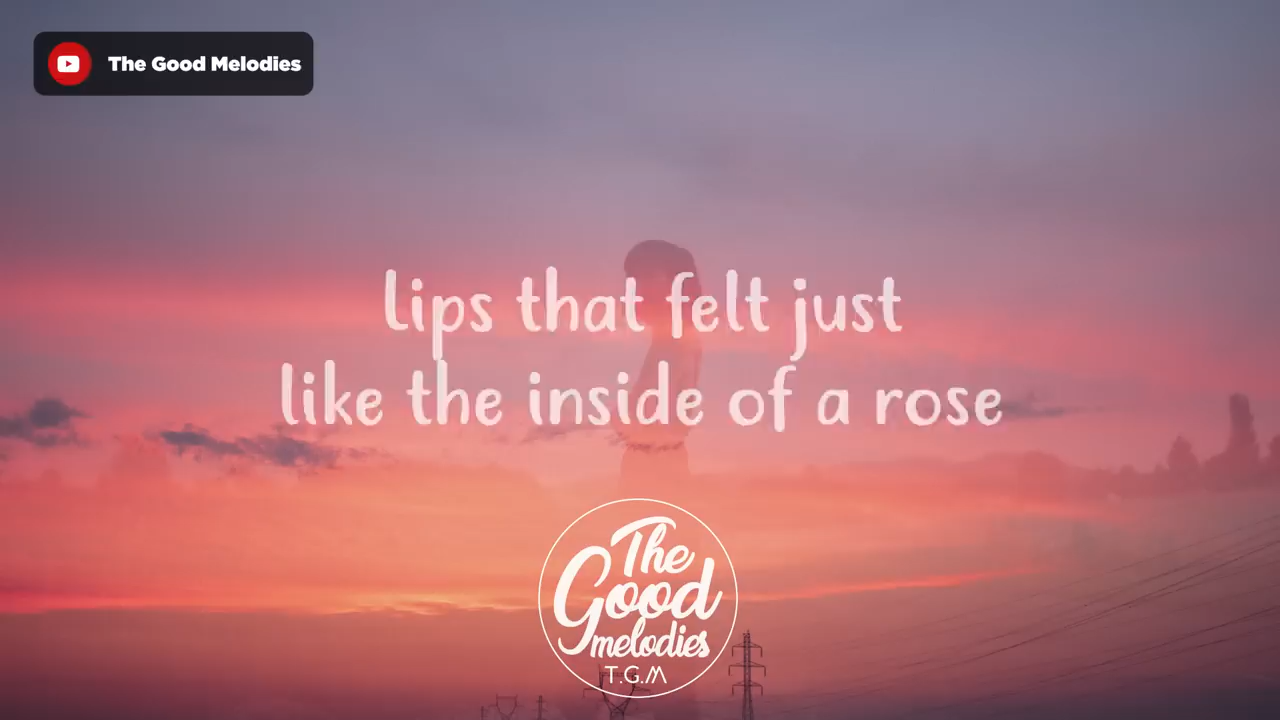 The Good Melodies
lips that felt just
like the inside of a rose
The
Good
melodies
T.G.M